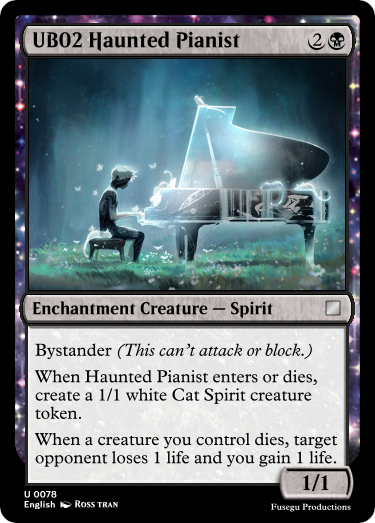 UB02 Haunted Pianist 2
Enchantment Creature — Spirit
Bystander (This can't attack or block.)
When Haunted Pianist enters or dies,
create a 1/1 white Cat Spirit creature
token.
When a creature you control dies, target
opponent loses 1 life and you gain 1 life.
1/1
U 0078
English Ross Tran
Fusegu Productions